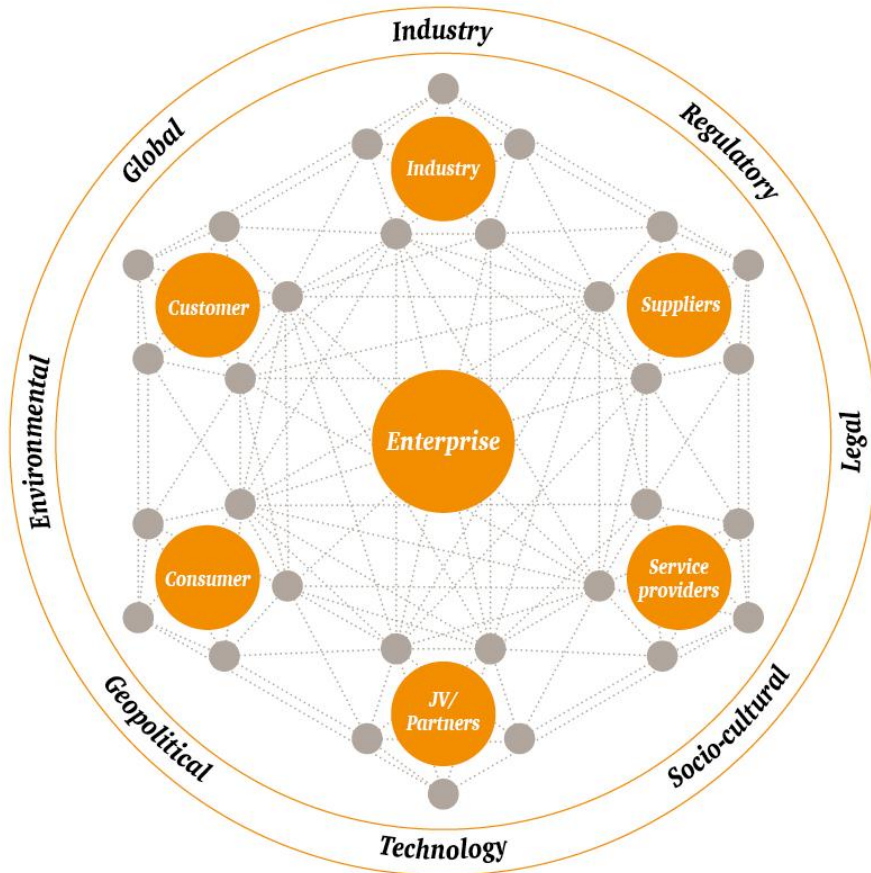 Industry
Global
Regulatory
Industry
Customer
Suppliers
Environmental
Enterprise
Legal
Consumer
Service
providers
JV/
Partners
Geopolitical
Socio-cultural
Technology